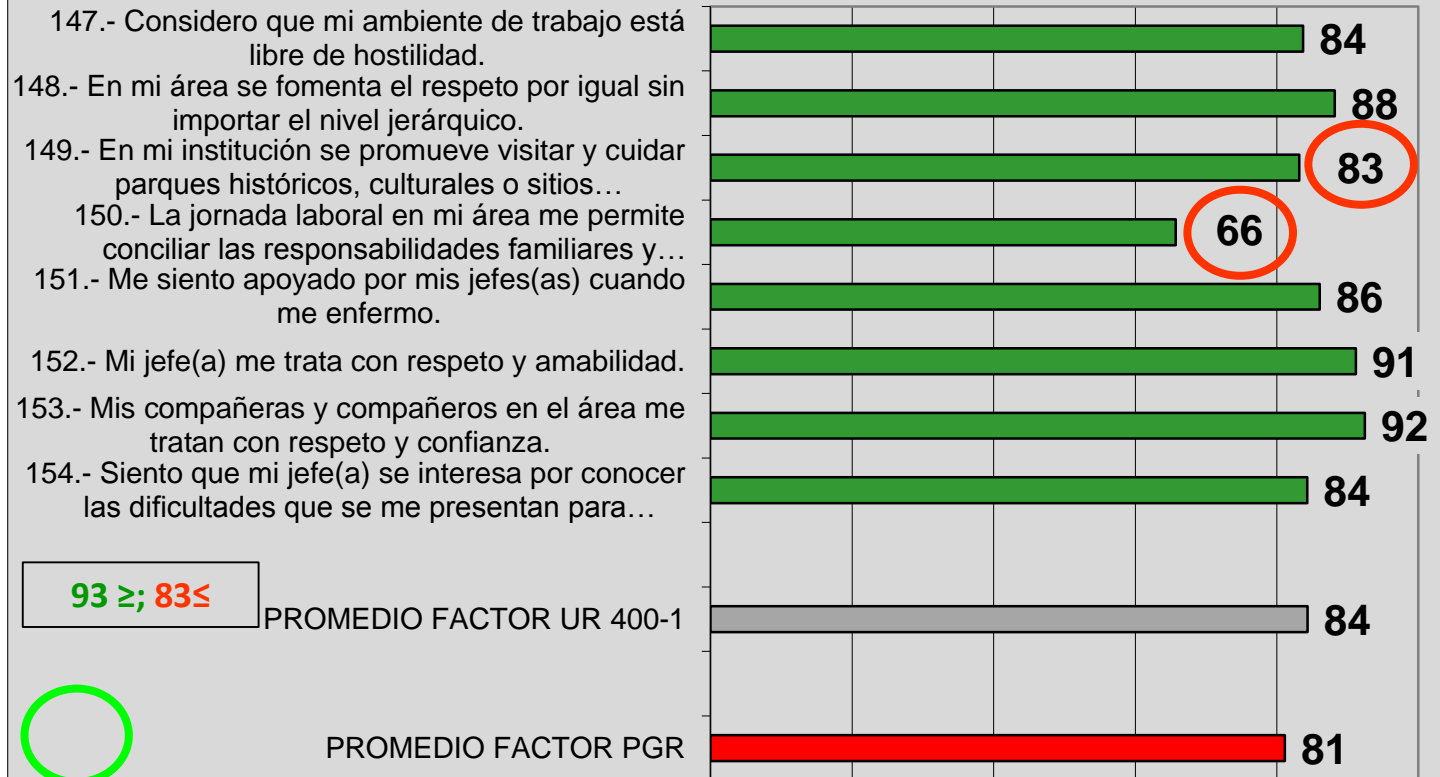 147.- Considero que mi ambiente de trabajo está
libre de hostilidad.
84
148.- En mi área se fomenta el respeto por igual sin
importar el nivel jerárquico.
88
149.- En mi institución se promueve visitar y cuidar
parques históricos, culturales o sitios…
83
150.- La jornada laboral en mi área me permite
conciliar las responsabilidades familiares y…
66
151.- Me siento apoyado por mis jefes(as) cuando
me enfermo.
86
152.- Mi jefe(a) me trata con respeto y amabilidad.
91
153.- Mis compañeras y compañeros en el área me
tratan con respeto y confianza.
92
154.- Siento que mi jefe(a) se interesa por conocer
las dificultades que se me presentan para…
84
93 ≥; 83≤
PROMEDIO FACTOR UR 400-1
84
PROMEDIO FACTOR PGR
81